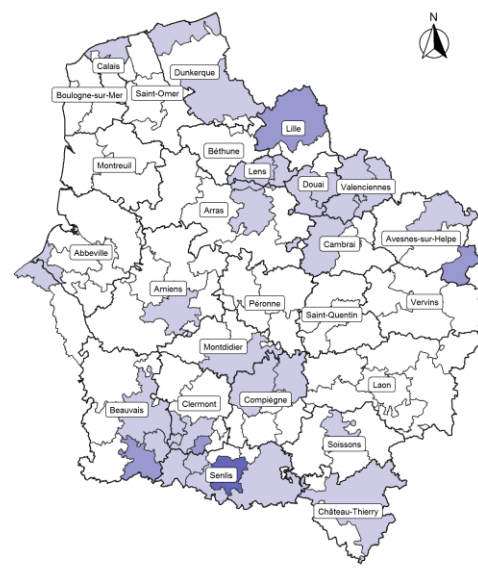 N
Calais
Dunkerque
Boulogne-sur-Mer
Saint-Omer
Lille
Béthune
Montreuil
Lens
Douai
Valenciennes
Arras
Cambrai
Avesnes-sur-Helpe
Abbeville
Amiens
Péronne
Saint-Quentin
Vervins
Montdidier
Laon
Beauvais
Clermont
Compiègne
Soissons
Senlis
Château-Thierry